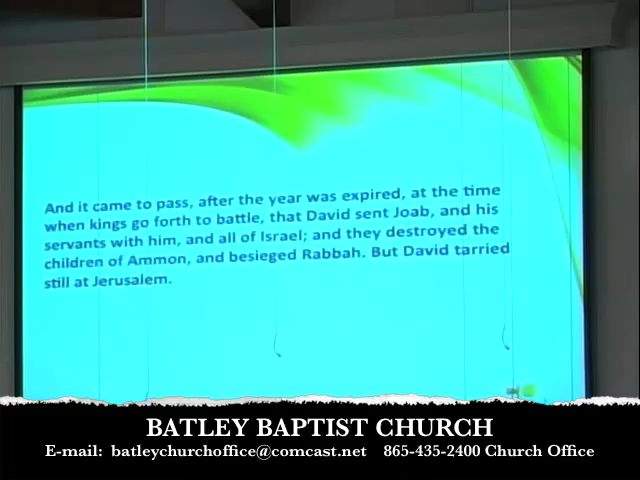 And it came to pass, after the year was expired, at the time
when kings go forth to battle, that David sent Joab, and his
servants with him, and all of Israel; and they destroyed the
children of Ammon, and besieged Rabbah. But David tarried
still at Jerusalem.
BATLEY BAPTIST CHURCH
E-mail: batleychurchoffice@comcast.net 865-435-2400 Church Office